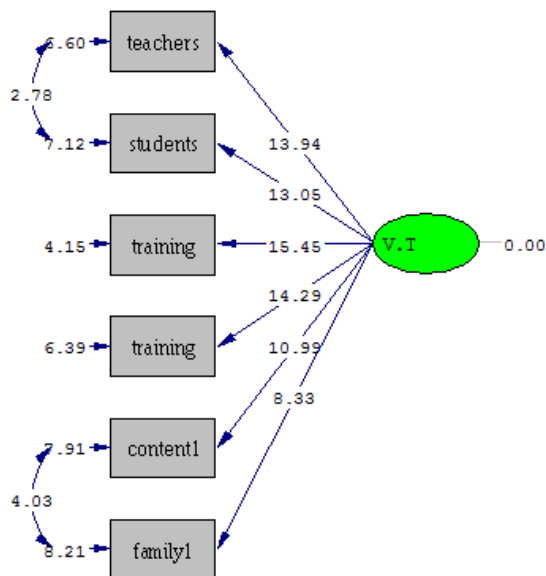 6.60 teachers
2.78
7.12 students
13.94
13.05
4.15 training 15.45 V.T 0.00
14.29
6.39 training 10.99
8.33
7.91 content1
4.03
8.21 family1